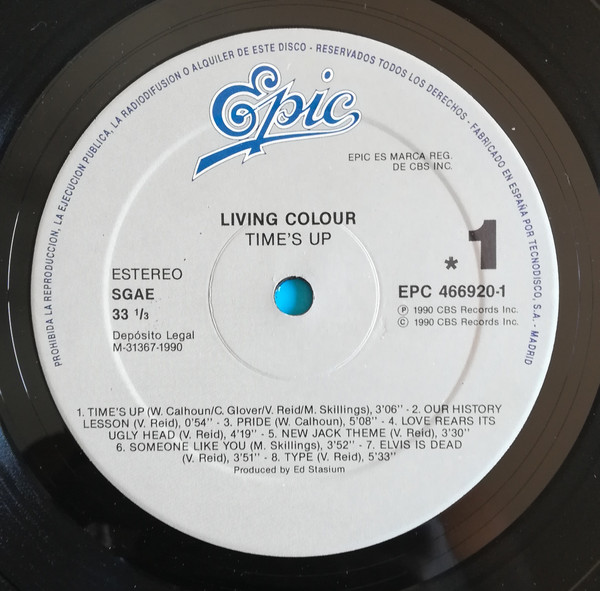 PROHIBIDA LA REPRODUCCION, LA EJECUCION PUBLICA, LA RADIODIFUSION O ALQUILER DE ESTE DISCO - RESERVADOS TODOS LOS DERECHOS - FABRICADO EN ESPAÑA POR TECNODISCO, S.A. - MADRID
Epic
EPIC ES MARCA REG.
DE CBS INC.
LIVING COLOUR
TIME'S UP
* 1
ESTEREO
SGAE
33 1/3
EPC 466920-1
Ⓟ 1990 CBS Records Inc.
© 1990 CBS Records Inc.
Depósito Legal
M-31367-1990
1. TIME'S UP (W. Calhoun/C. Glover/V. Reid/M. Skillings), 3'06'' - 2. OUR HISTORY
LESSON (V. Reid), 0'54'' - 3. PRIDE (W. Calhoun), 5'08'' - 4. LOVE REARS ITS
UGLY HEAD (V. Reid), 4'19'' - 5. NEW JACK THEME (V. Reid), 3'30''
6. SOMEONE LIKE YOU (M. Skillings), 3'52'' - 7. ELVIS IS DEAD
(V. Reid), 3'51'' - 8. TYPE (V. Reid), 5'33''
Produced by Ed Stasium